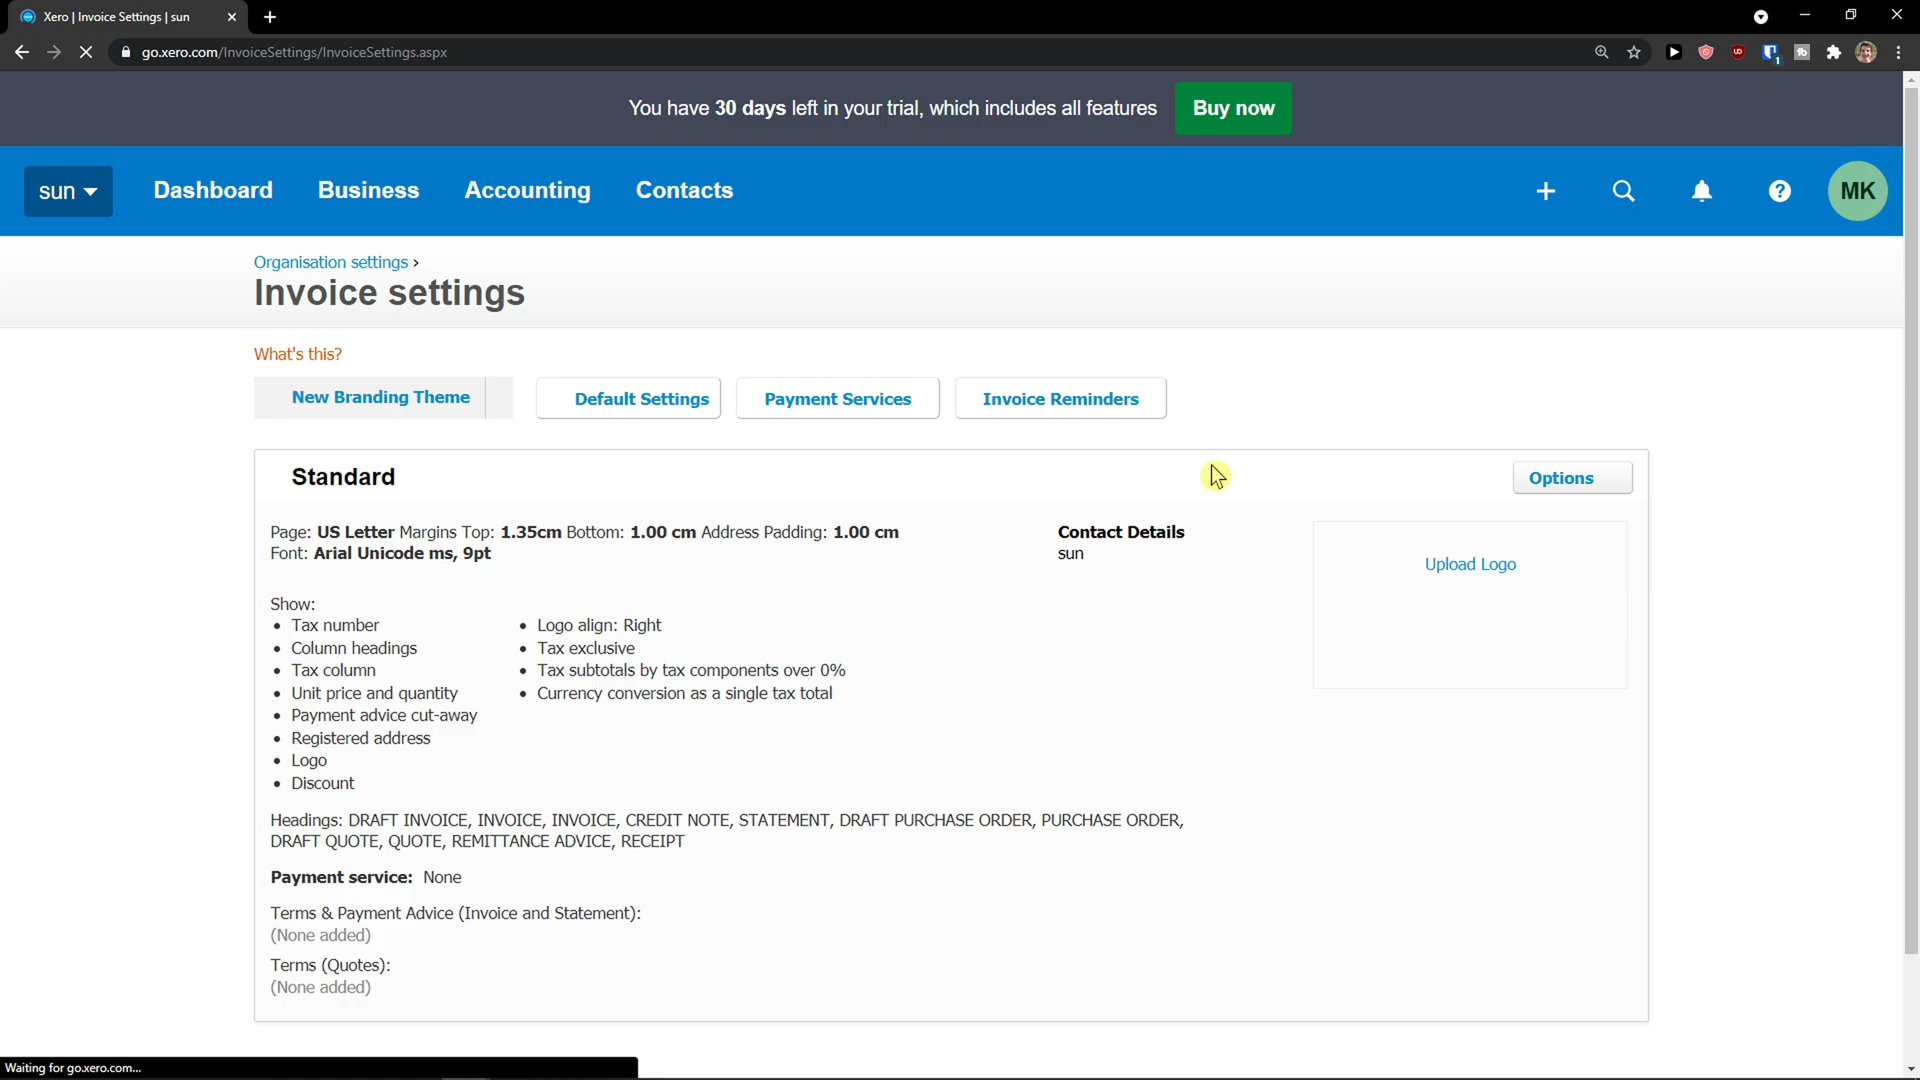 Xero | Invoice Settings | sun
go.xero.com/InvoiceSettings/InvoiceSettings.aspx
You have 30 days left in your trial, which includes all features
Buy now
sun
Dashboard
Business
Accounting
Contacts
MK
Organisation settings ›
Invoice settings
What's this?
New Branding Theme
Default Settings
Payment Services
Invoice Reminders
Standard
Options
Page: US Letter Margins Top: 1.35cm Bottom: 1.00 cm Address Padding: 1.00 cm
Font: Arial Unicode ms, 9pt
Contact Details
sun
Upload Logo
Show:
• Tax number
• Column headings
• Tax column
• Unit price and quantity
• Payment advice cut-away
• Registered address
• Logo
• Discount
• Logo align: Right
• Tax exclusive
• Tax subtotals by tax components over 0%
• Currency conversion as a single tax total
Headings: DRAFT INVOICE, INVOICE, INVOICE, CREDIT NOTE, STATEMENT, DRAFT PURCHASE ORDER, PURCHASE ORDER,
DRAFT QUOTE, QUOTE, REMITTANCE ADVICE, RECEIPT
Payment service: None
Terms & Payment Advice (Invoice and Statement):
(None added)
Terms (Quotes):
(None added)
Waiting for go.xero.com...